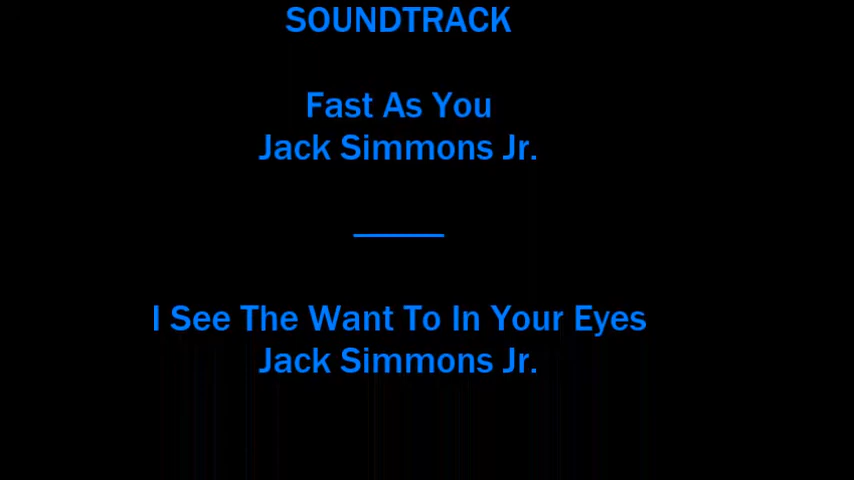 SOUNDTRACK
Fast As You
Jack Simmons Jr.
I See The Want To In Your Eyes
Jack Simmons Jr.